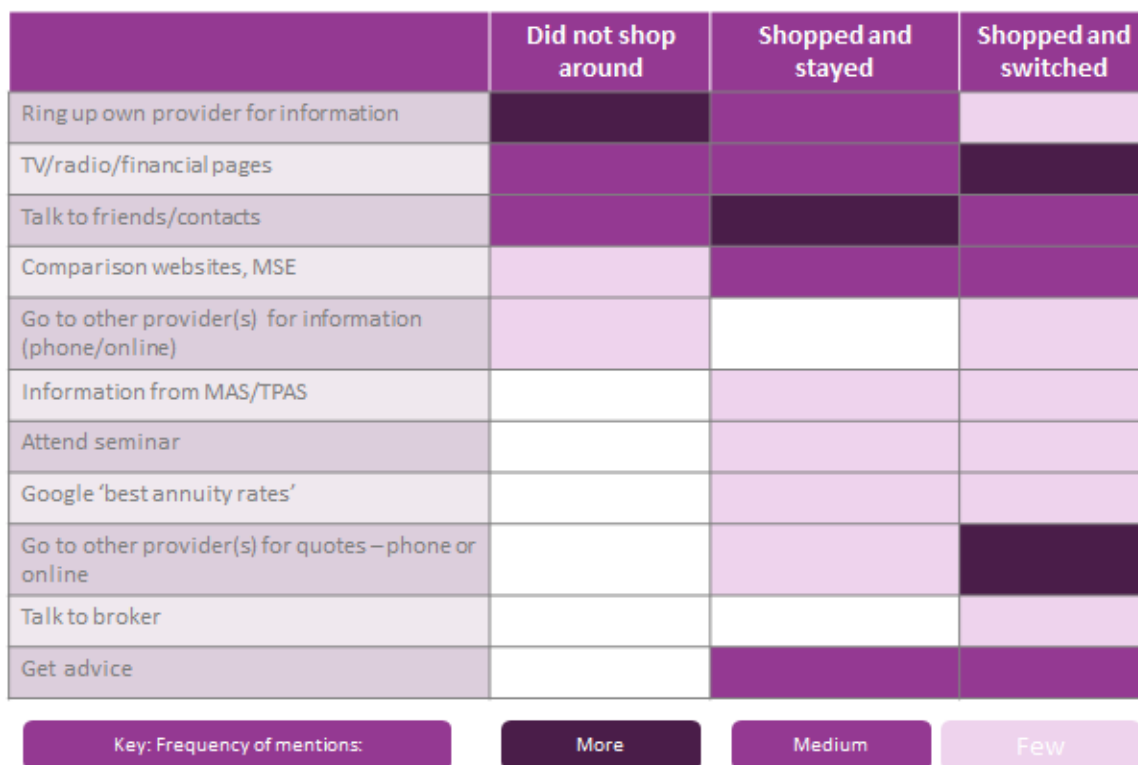 Did not shop
around
Shopped and
stayed
Shopped and
switched
Ring up own provider for information
TV/radio/financial pages
Talk to friends/contacts
Comparison websites, MSE
Go to other provider(s) for information
(phone/online)
Information from MAS/TPAS
Attend seminar
Google ‘best annuity rates’
Go to other provider(s) for quotes – phone or
online
Talk to broker
Get advice
Key: Frequency of mentions:
More
Medium
Few